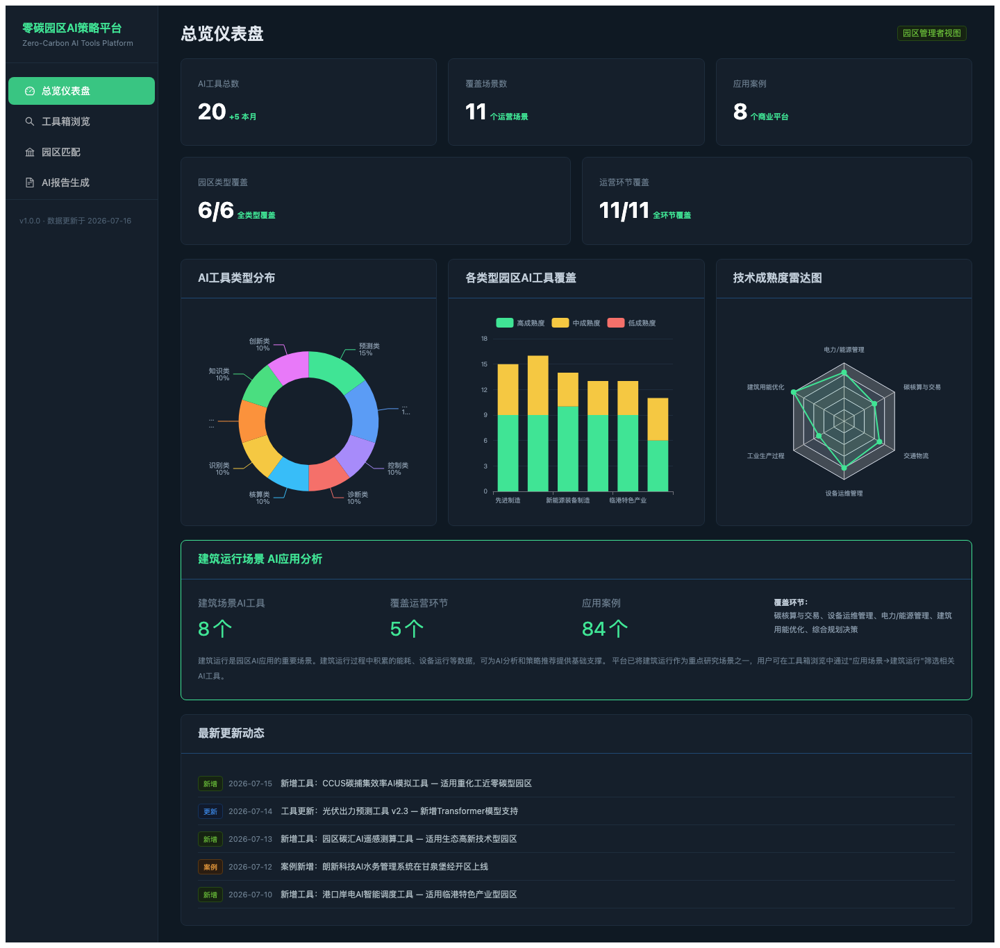 零碳园区AI策略平台
Zero-Carbon AI Tools Platform
总览仪表盘
工具箱浏览
园区匹配
AI报告生成
v1.0.0 · 数据更新于 2026-07-16
总览仪表盘
园区管理者视图
AI工具总数
20 +5 本月
覆盖场景数
11 个运营场景
应用案例
8 个商业平台
园区类型覆盖
6/6 全类型覆盖
运营环节覆盖
11/11 全环节覆盖
AI工具类型分布
创新类
10%
预测类
15%
知识类
10%
...
1...
...
...
识别类
10%
控制类
10%
核算类
10%
诊断类
10%
各类型园区AI工具覆盖
高成熟度 中成熟度 低成熟度
18
15
12
9
6
3
0
先进制造 新能源装备制造 临港特色产业
技术成熟度雷达图
电力/能源管理
建筑用能优化
碳核算与交易
工业生产过程
交通物流
设备运维管理
建筑运行场景 AI应用分析
建筑场景AI工具
8 个
覆盖运营环节
5 个
应用案例
84 个
覆盖环节：
碳核算与交易、设备运维管理、电力/能源管理、建筑
用能优化、综合规划决策
建筑运行是园区AI应用的重要场景。建筑运行过程中积累的能耗、设备运行等数据，可为AI分析和策略推荐提供基础支撑。 平台已将建筑运行作为重点研究场景之一，用户可在工具箱浏览中通过"应用场景→建筑运行"筛选相关
AI工具。
最新更新动态
新增 2026-07-15 新增工具：CCUS碳捕集效率AI模拟工具 — 适用重化工近零碳型园区
更新 2026-07-14 工具更新：光伏出力预测工具 v2.3 — 新增Transformer模型支持
新增 2026-07-13 新增工具：园区碳汇AI遥感测算工具 — 适用生态高新技术型园区
案例 2026-07-12 案例新增：朗新科技AI水务管理系统在甘泉堡经开区上线
新增 2026-07-10 新增工具：港口岸电AI智能调度工具 — 适用临港特色产业型园区